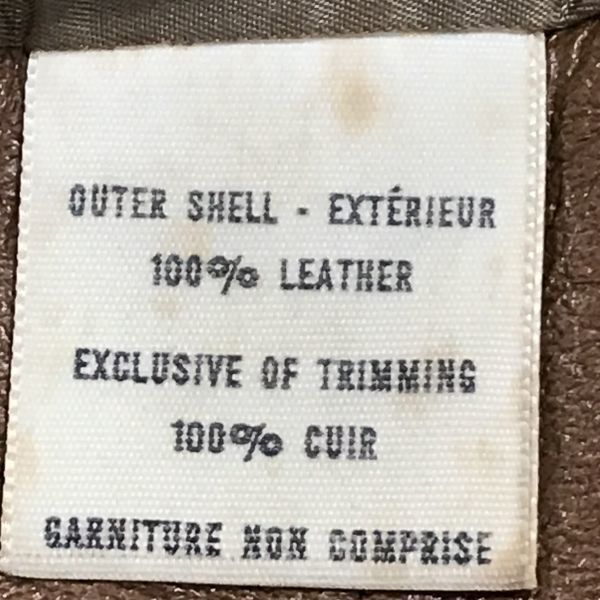 OUTER SHELL - EXTÉRIEUR
100% LEATHER
EXCLUSIVE OF TRIMMING
100% CUIR
GARNITURE NON COMPRISE